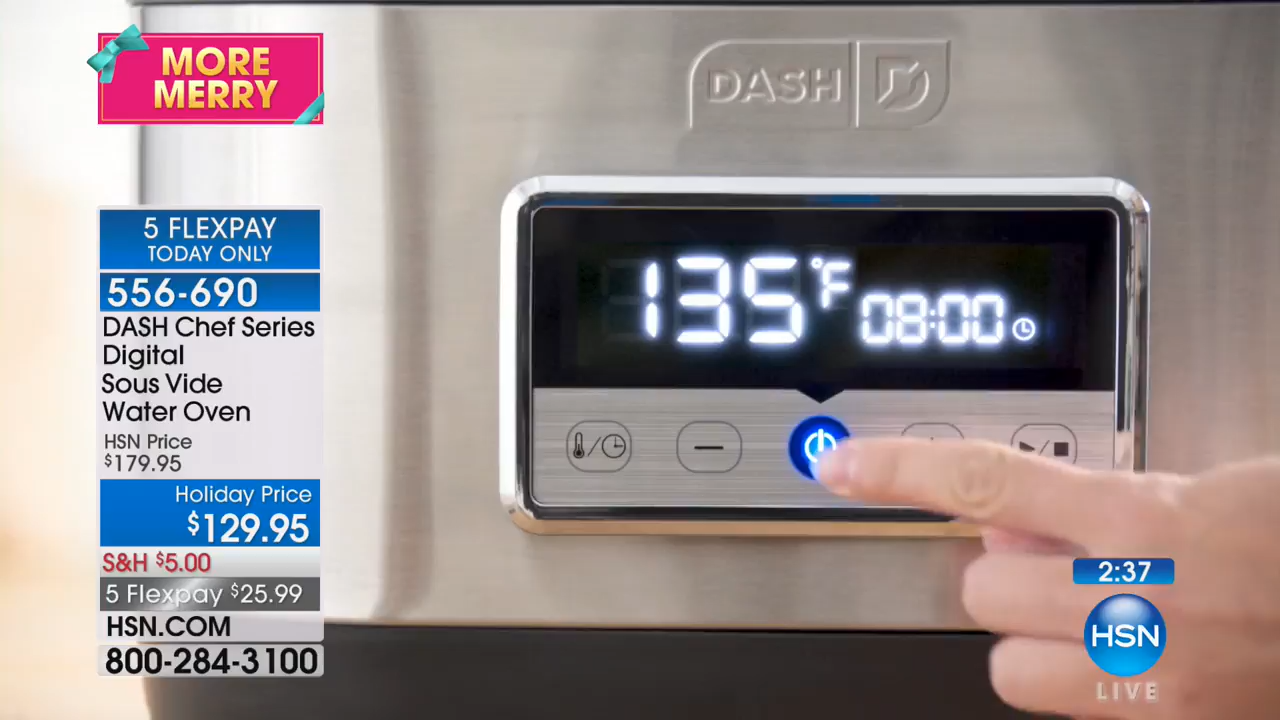 MORE
MERRY
5 FLEXPAY
TODAY ONLY
556-690
DASH Chef Series
Digital
Sous Vide
Water Oven
HSN Price
$179.95
Holiday Price
$129.95
S&H $5.00
5 Flexpay $25.99
HSN.COM
800-284-3100
DASH
135°F
08:00
2:37
HSN
LIVE